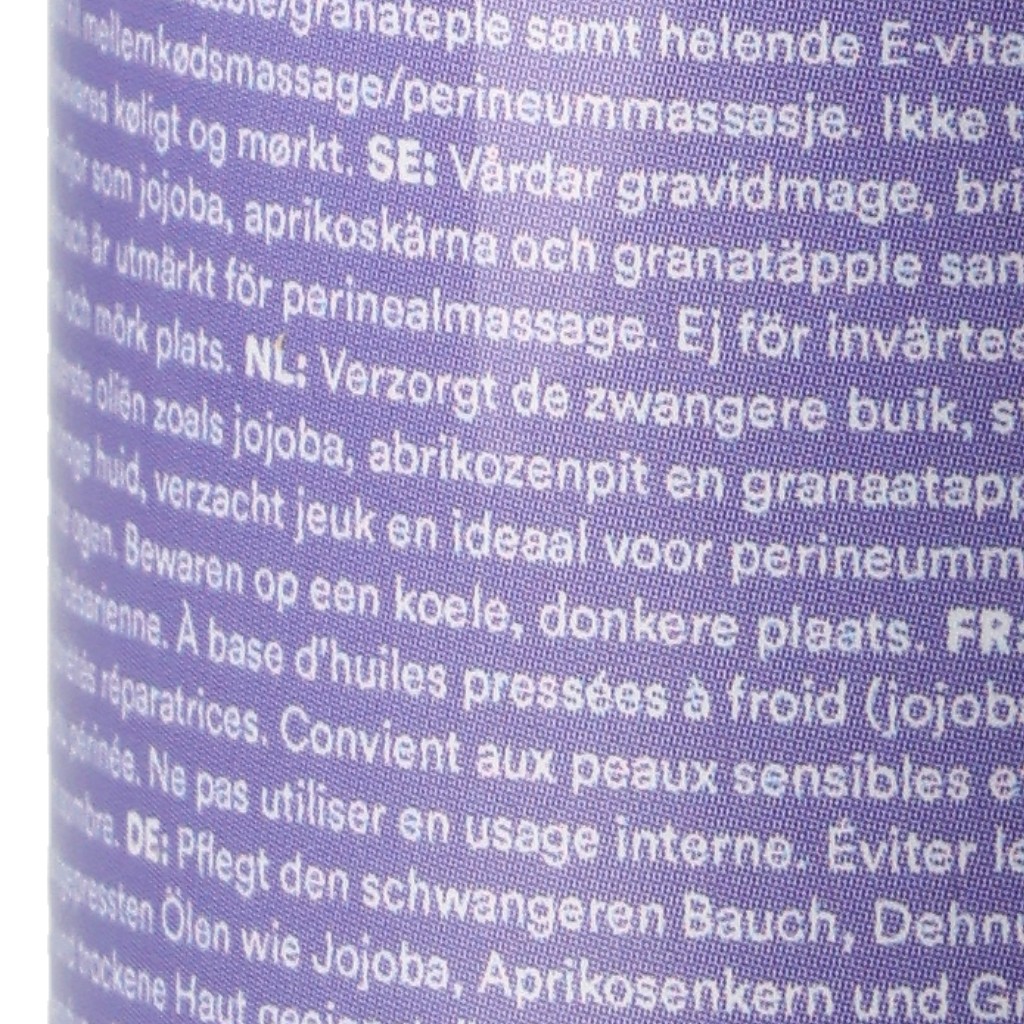 granateple samt helende E-vita
mellemkødsmassage/perineummassasje. Ikke
køligt og mørkt. SE: Vårdar gravidmage, bri
som jojoba, aprikoskärna och granatäpple sam
och är utmärkt för perinealmassage. Ej för invärtes
och mörk plats. NL: Verzorgt de zwangere buik, s
oliën zoals jojoba, abrikozenpit en granaatapp
huid, verzacht jeuk en ideaal voor perineumm
ogen. Bewaren op een koele, donkere plaats. FR:
césarienne. À base d'huiles pressées à froid (jojob
réparatrices. Convient aux peaux sensibles e
périnée. Ne pas utiliser en usage interne. Éviter le
DE: Pflegt den schwangeren Bauch, Dehnu
gepressten Ölen wie Jojoba, Aprikosenkern und G
trockene Haut